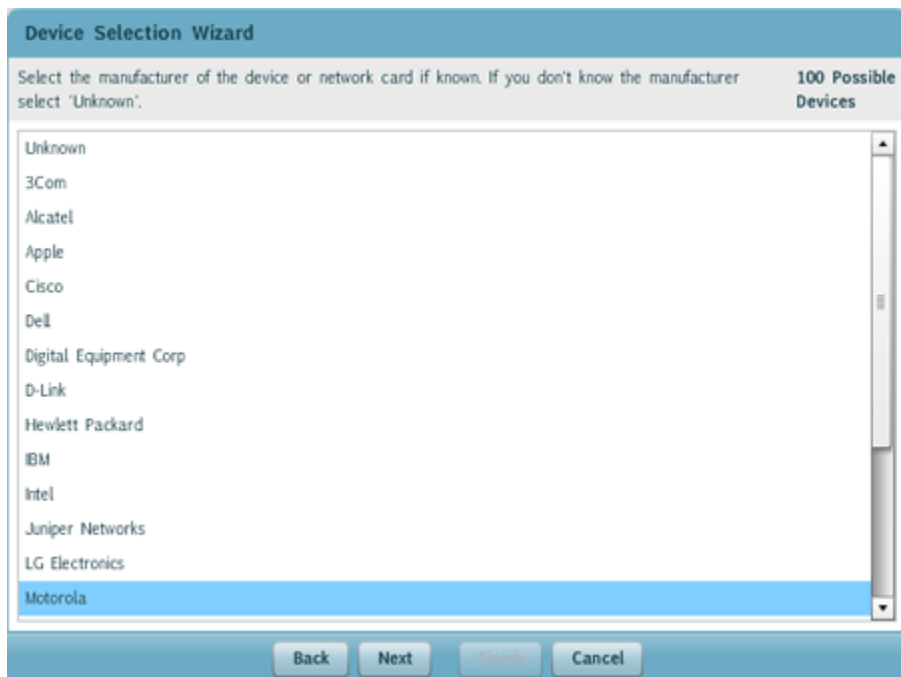 Device Selection Wizard
Select the manufacturer of the device or network card if known. If you don't know the manufacturer
select 'Unknown'.
100 Possible
Devices
Unknown
3Com
Alcatel
Apple
Cisco
Dell
Digital Equipment Corp
D-Link
Hewlett Packard
IBM
Intel
Juniper Networks
LG Electronics
Motorola
Back Next Finish Cancel